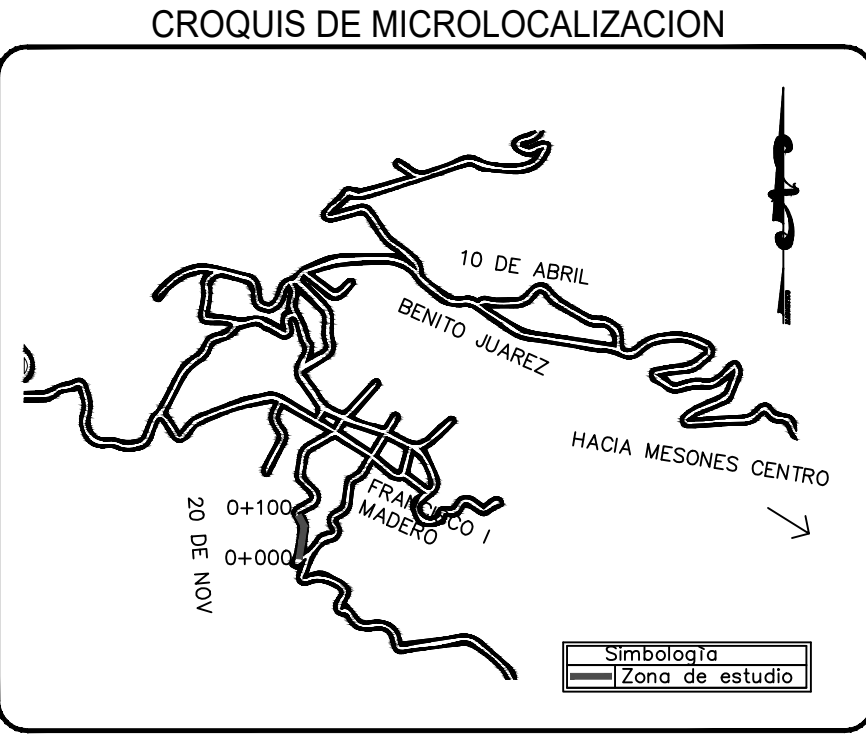 CROQUIS DE MICROLOCALIZACION
10 DE ABRIL
BENITO JUAREZ
HACIA MESONES CENTRO
FRANCISCO I
MADERO
20 DE NOV
0+100
0+000
Simbología
Zona de estudio